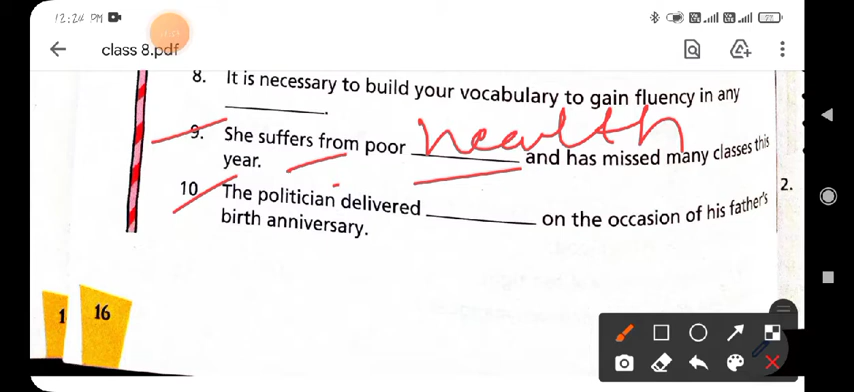 12:24 PM
class 8.pdf
8. It is necessary to build your vocabulary to gain fluency in any
____________.
9. She suffers from poor health and has missed many classes this
year.
10 The politician delivered ____________ on the occasion of his father's
birth anniversary.
2.
16